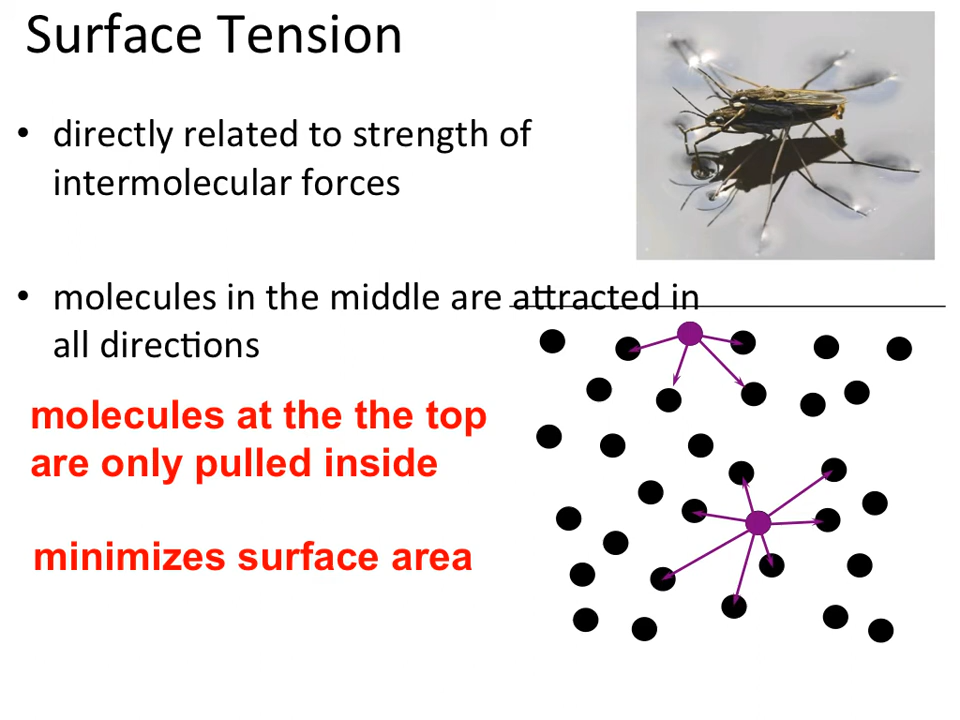 Surface Tension
• directly related to strength of
intermolecular forces
• molecules in the middle are attracted in
all directions
molecules at the the top
are only pulled inside
minimizes surface area